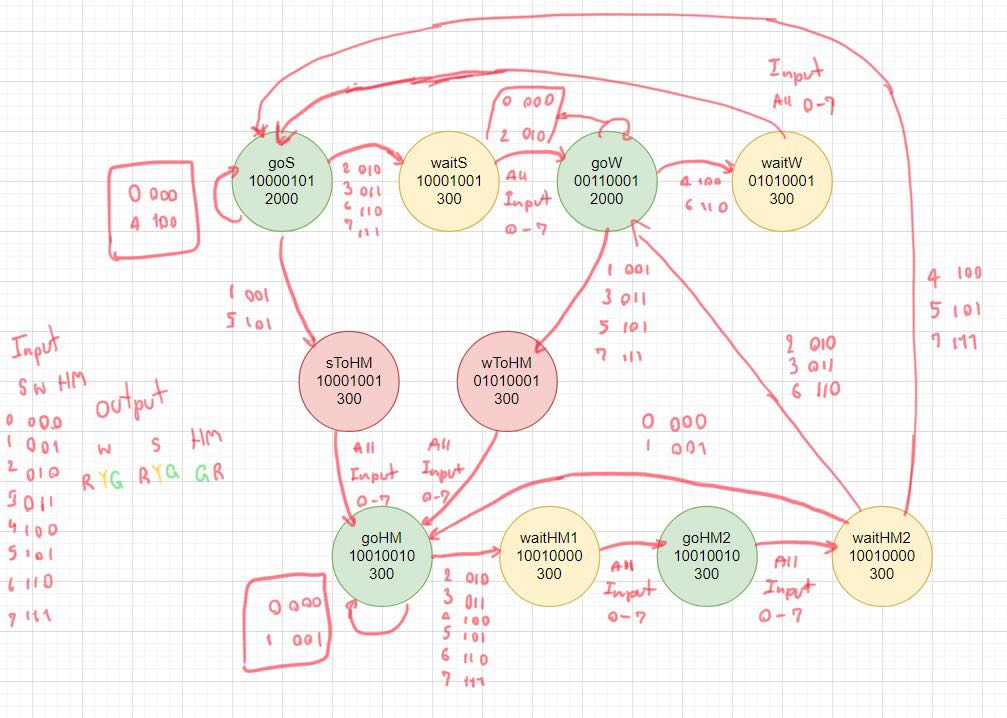 Input
All 0-7
0 000
2 010
goS
10000101
2000
2 010
3 011
6 110
7 111
waitS
10001001
300
All
Input
0-7
goW
00110001
2000
4 100
6 110
waitW
01010001
300
0 000
4 100
1 001
5 101
1 001
3 011
5 101
7 111
4 100
5 101
7 111
2 010
3 011
6 110
sToHM
10001001
300
wToHM
01010001
300
0 000
1 001
Input
S W HM
0 000
1 001
2 010
3 011
4 100
5 101
6 110
7 111
Output
W S HM
R Y G R Y G G R
All
Input
0-7
All
Input
0-7
goHM
10010010
300
waitHM1
10010000
300
goHM2
10010010
300
waitHM2
10010000
300
All
Input
0-7
All
Input
0-7
0 000
1 001
2 010
3 011
4 100
5 101
6 110
7 111